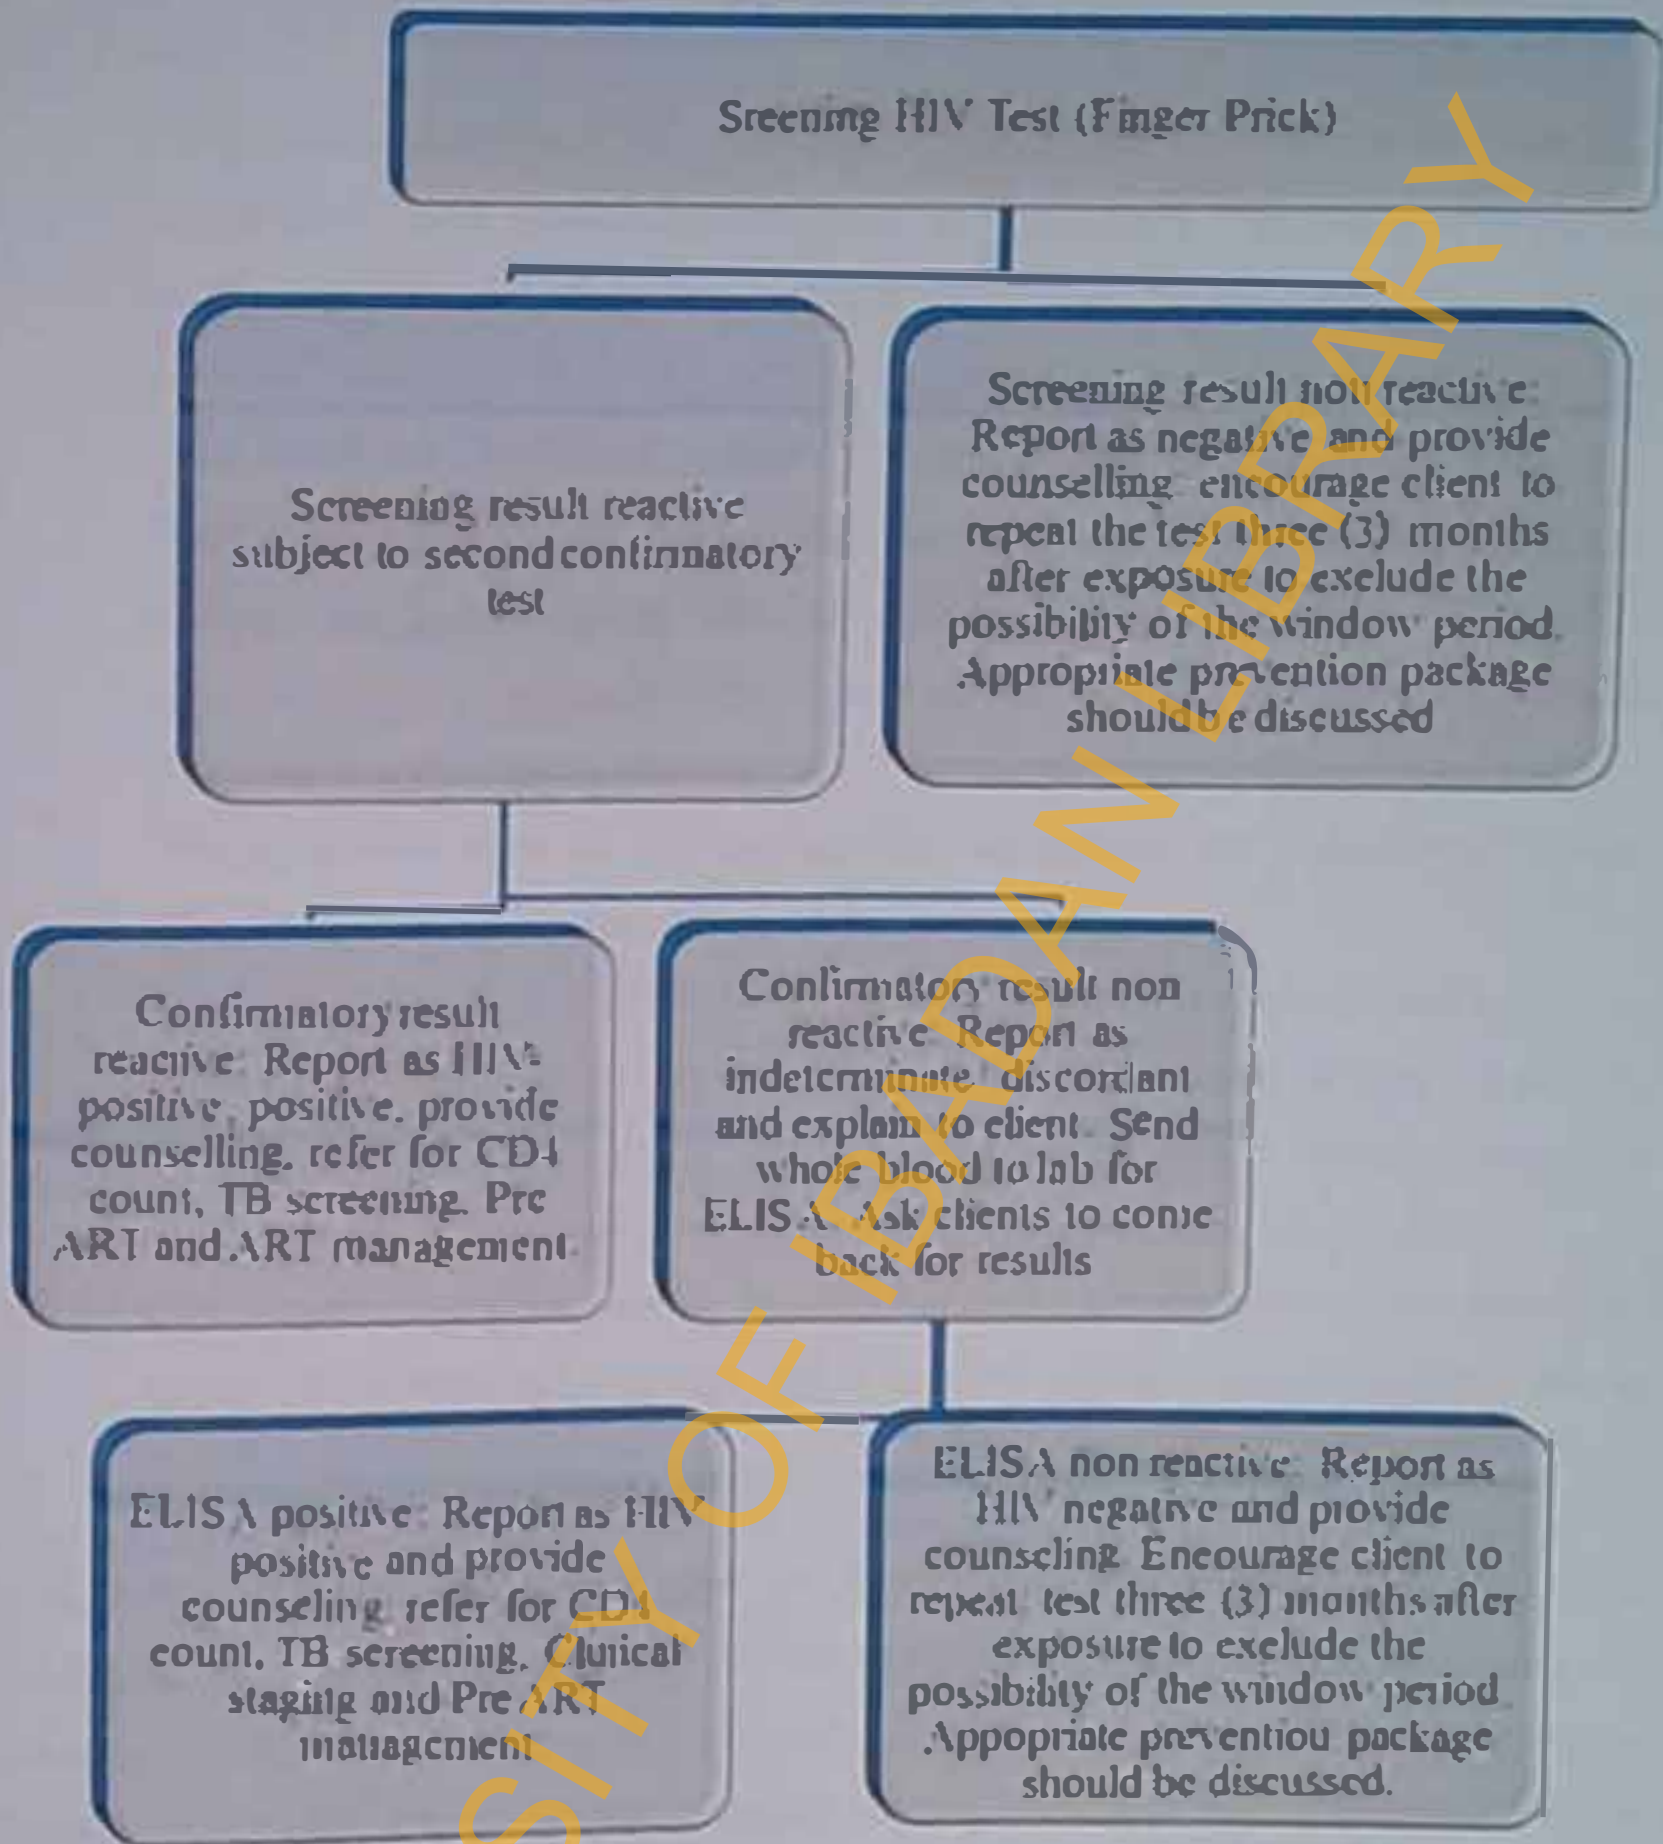 Sreening HIV Test (Finger Prick)
Screening result reactive
subject to second confirmatory
test
Screening result non reactive:
Report as negative and provide
counselling encourage client to
repeat the test three (3) months
after exposure to exclude the
possibility of the window period.
Appropriate prevention package
should be discussed
Confirmatory result
reactive: Report as HIV-
positive, positive, provide
counselling, refer for CD4
count, TB screening. Pre
ART and ART management.
Confirmatory result non
reactive: Report as
indeterminate/ discordant
and explain to client. Send
whole blood to lab for
ELISA. Ask clients to come
back for results
ELISA positive: Report as HIV
positive and provide
counseling, refer for CD4
count, TB screening, Clinical
staging and Pre ART
management
ELISA non reactive: Report as
HIV negative and provide
counseling Encourage client to
repeat test three (3) months after
exposure to exclude the
possibility of the window period.
Appopriate prevention package
should be discussed.
SITY OF IBADAN LIBRARY